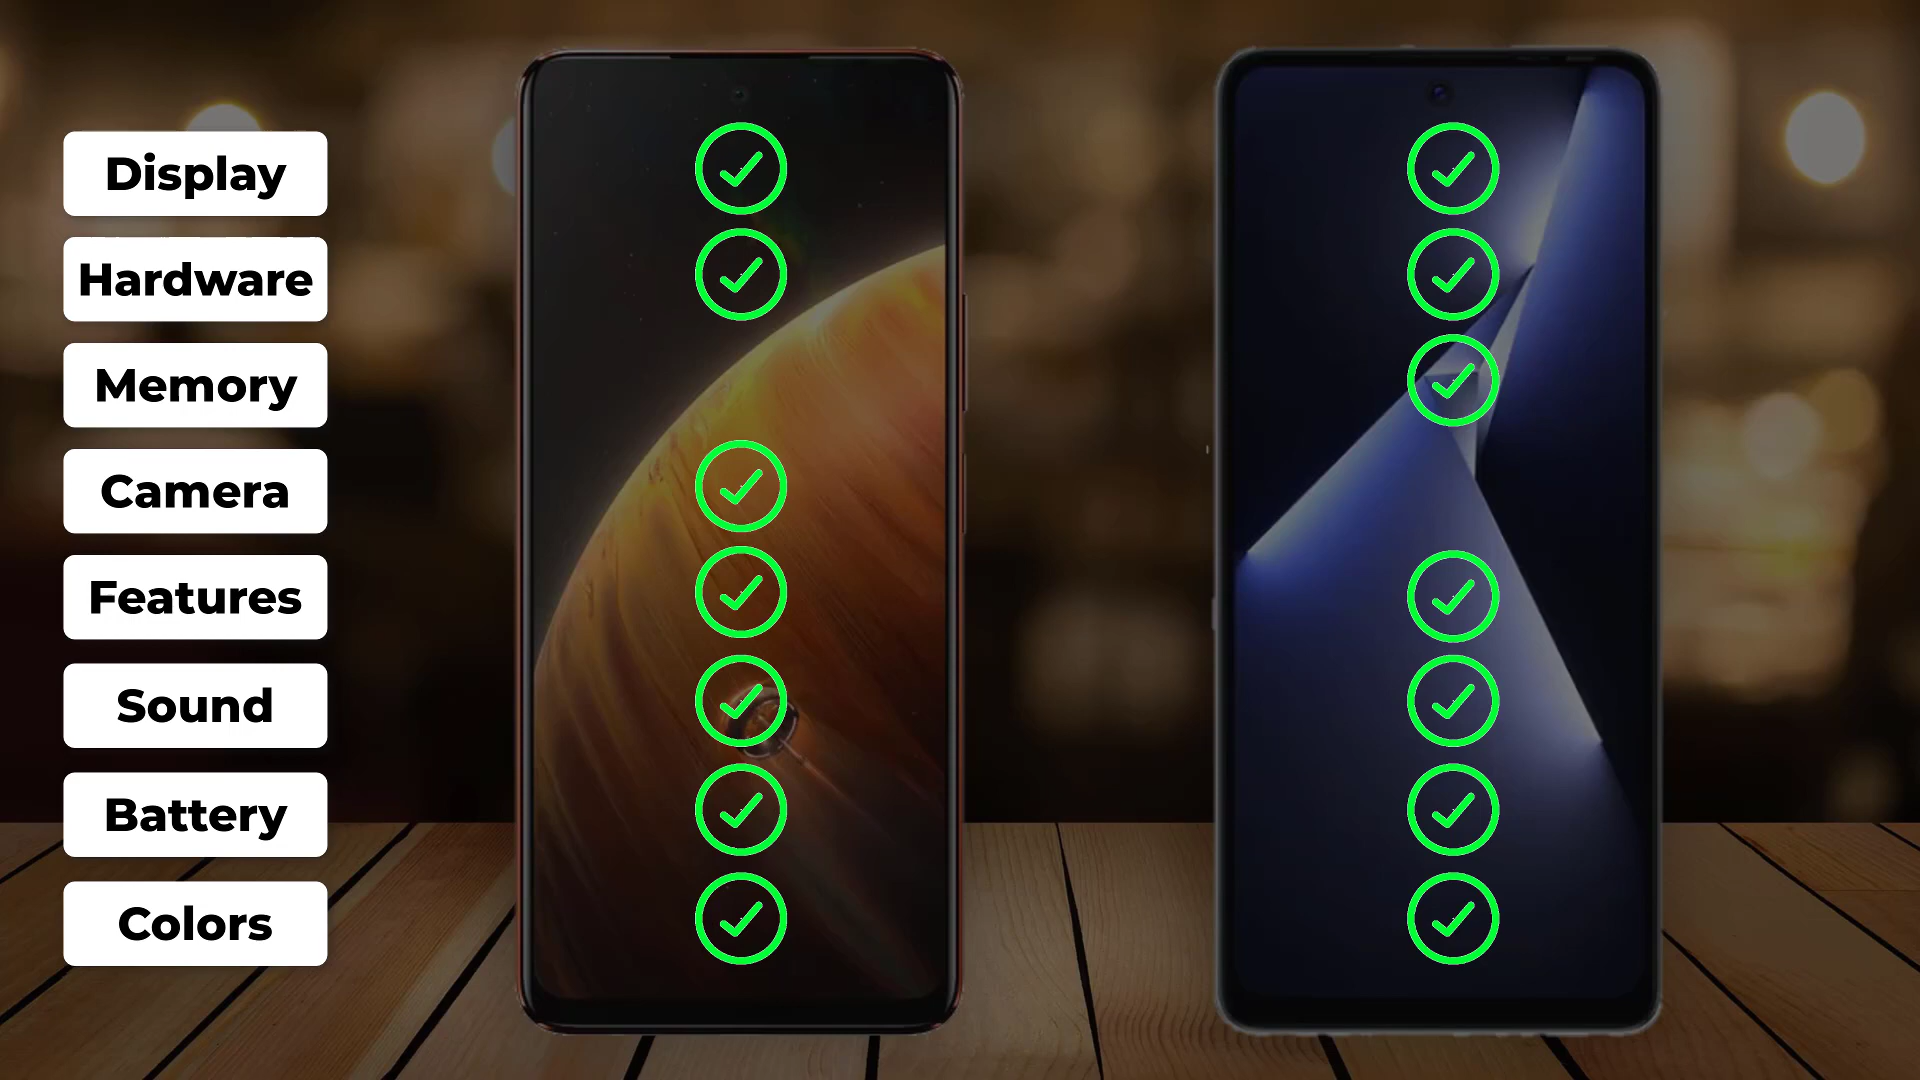 Display
Hardware
Memory
Camera
Features
Sound
Battery
Colors